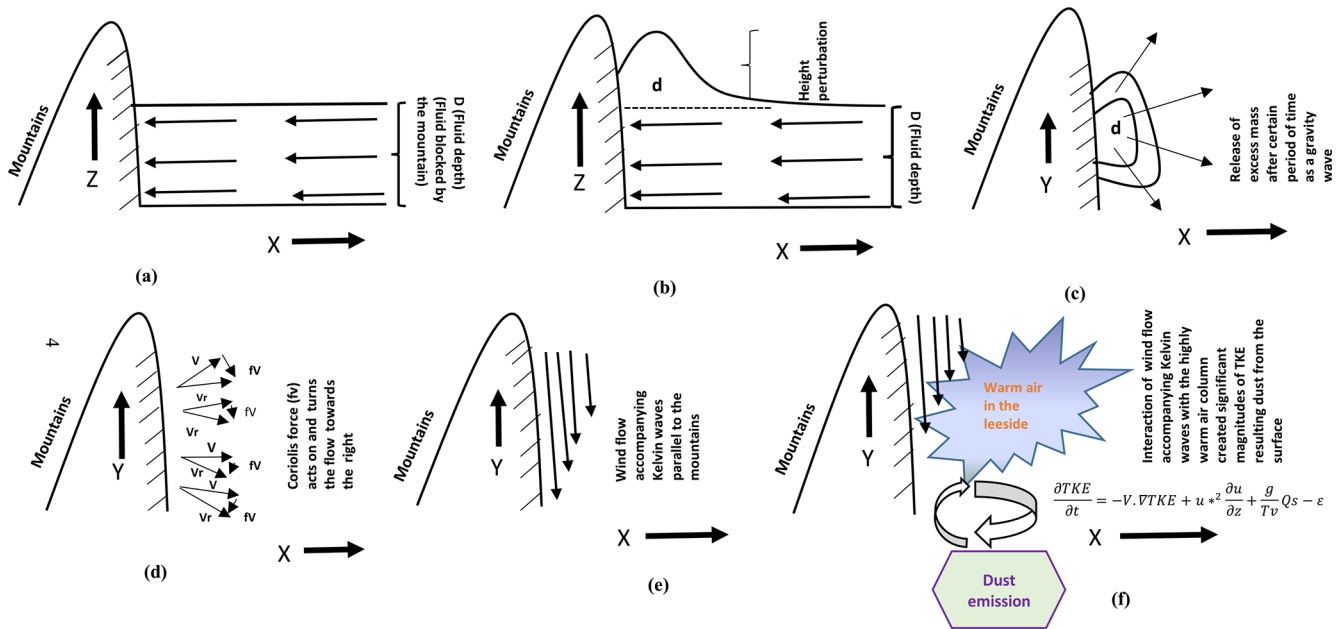 Mountains
Z
X
D (Fluid depth)
(Fluid blocked by
the mountain)
(a)
Mountains
Z
d
Height
perturbation
D (Fluid depth)
X
(b)
Mountains
Y
d
Release of
excess mass
after certain
period of time
as a gravity
wave
X
(c)
4
Mountains
Y
V
fV
Vr
fV
Vr
V
fV
Vr
V
Vr
fV
Coriolis force (fv)
acts on and turns
the flow towards
the right
X
(d)
Mountains
Y
Wind flow
accompanying
Kelvin waves
parallel to the
mountains
X
(e)
Mountains
Y
Warm air
in the
leeside
Interaction of wind flow
accompanying Kelvin
waves with the highly
warm air column
created significant
magnitudes of TKE
resulting dust from the
surface
∂TKE/∂t = −V.∇TKE + u *² ∂u/∂z + g/Tv Qs − ε
X
Dust
emission
(f)